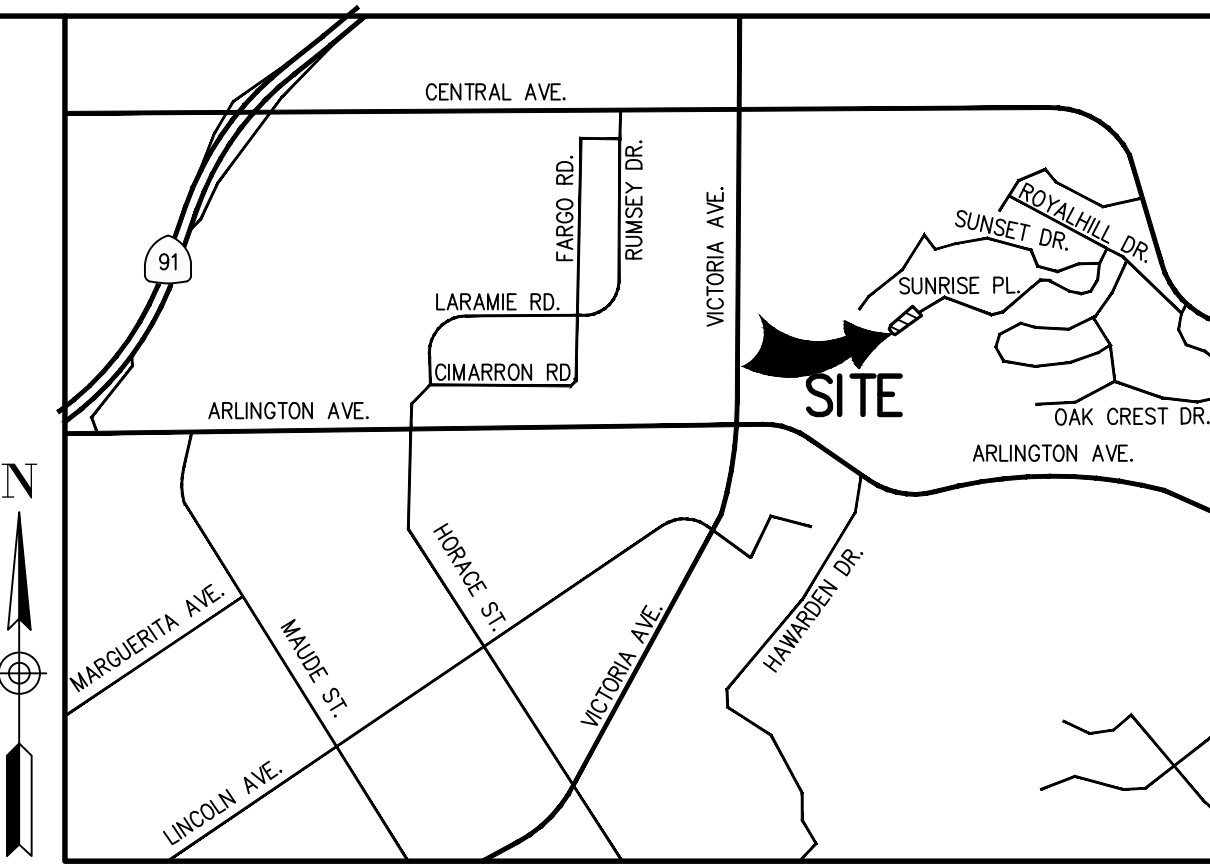 CENTRAL AVE.
FARGO RD.
RUMSEY DR.
VICTORIA AVE.
ROYALHILL DR.
SUNSET DR.
91
SUNRISE PL.
LARAMIE RD.
CIMARRON RD
SITE
ARLINGTON AVE.
OAK CREST DR.
ARLINGTON AVE.
N
HORACE ST.
HAWARDEN DR.
MARGUERITA AVE.
MAUDE ST.
VICTORIA AVE.
LINCOLN AVE.